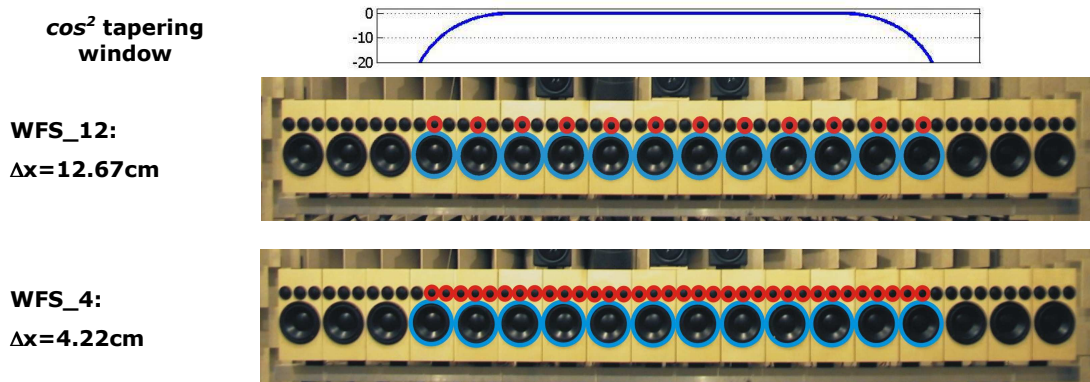 cos² tapering
window
0
-10
-20
WFS_12:
Δx=12.67cm
WFS_4:
Δx=4.22cm